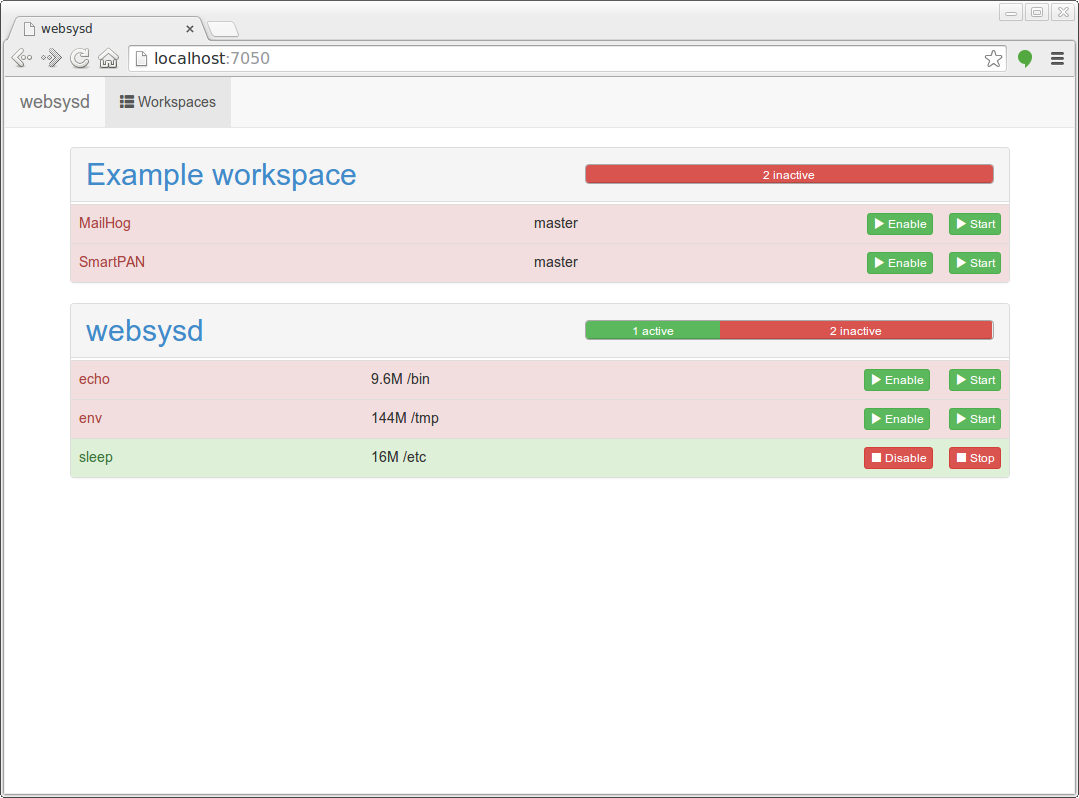 websysd
localhost:7050
websysd Workspaces
Example workspace 2 inactive
MailHog master Enable Start
SmartPAN master Enable Start
websysd 1 active 2 inactive
echo 9.6M /bin Enable Start
env 144M /tmp Enable Start
sleep 16M /etc Disable Stop